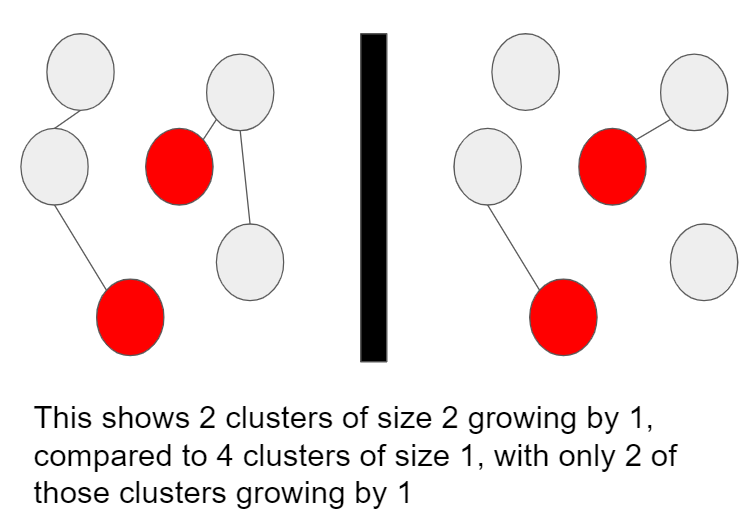 This shows 2 clusters of size 2 growing by 1,
compared to 4 clusters of size 1, with only 2 of
those clusters growing by 1